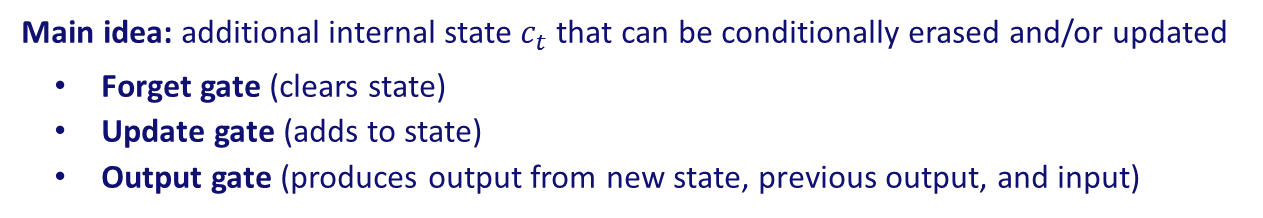 Main idea: additional internal state c_t that can be conditionally erased and/or updated
• Forget gate (clears state)
• Update gate (adds to state)
• Output gate (produces output from new state, previous output, and input)